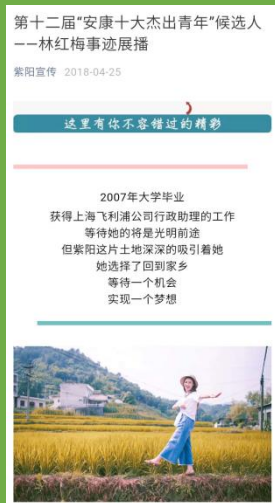 第十二届“安康十大杰出青年”候选人
——林红梅事迹展播
紫阳宣传 2018-04-25
这里有你不容错过的精彩
2007年大学毕业
获得上海飞利浦公司行政助理的工作
等待她的将是光明前途
但紫阳这片土地深深的吸引着她
她选择了回到家乡
等待一个机会
实现一个梦想